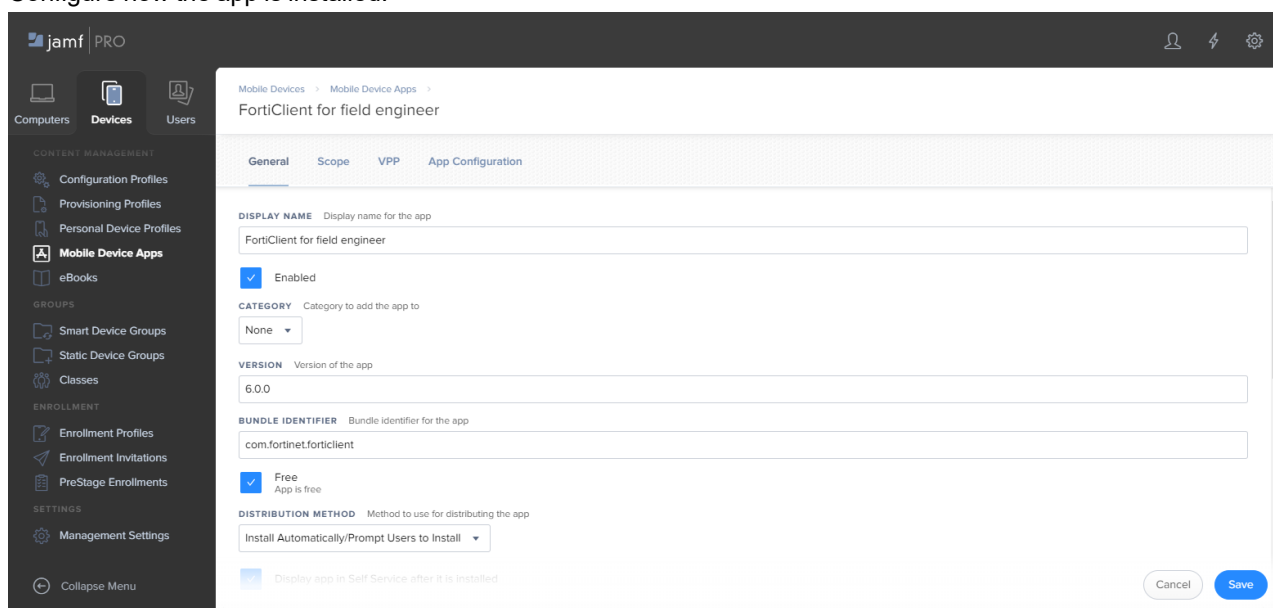 Configure how the app is installed.
jamf PRO
Computers
Devices
Users
CONTENT MANAGEMENT
Configuration Profiles
Provisioning Profiles
Personal Device Profiles
Mobile Device Apps
eBooks
GROUPS
Smart Device Groups
Static Device Groups
Classes
ENROLLMENT
Enrollment Profiles
Enrollment Invitations
PreStage Enrollments
SETTINGS
Management Settings
Collapse Menu
Mobile Devices > Mobile Device Apps >
FortiClient for field engineer
General Scope VPP App Configuration
DISPLAY NAME Display name for the app
FortiClient for field engineer
Enabled
CATEGORY Category to add the app to
None
VERSION Version of the app
6.0.0
BUNDLE IDENTIFIER Bundle identifier for the app
com.fortinet.forticlient
Free
App is free
DISTRIBUTION METHOD Method to use for distributing the app
Install Automatically/Prompt Users to Install
Display app in Self Service after it is installed
Cancel Save